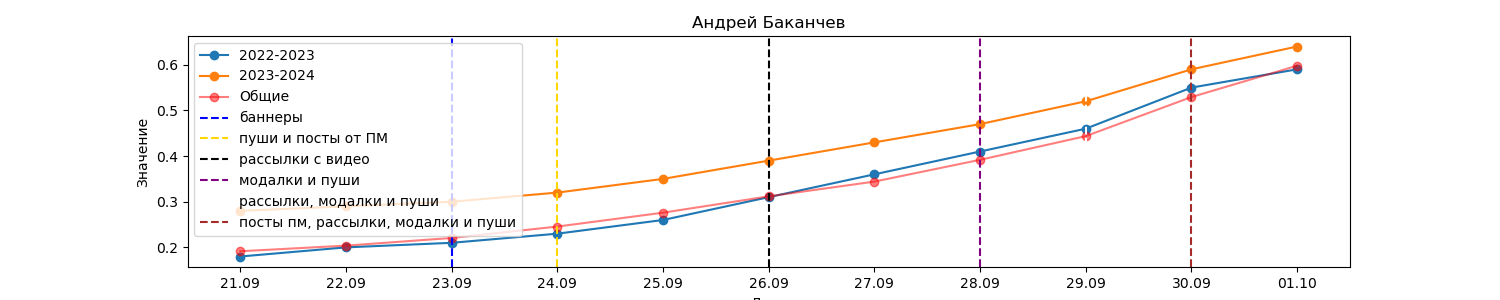 Андрей Баканчев
Значение
0.6
0.5
0.4
0.3
0.2
2022-2023
2023-2024
Общие
баннеры
пуши и посты от ПМ
рассылки с видео
модалки и пуши
рассылки, модалки и пуши
посты пм, рассылки, модалки и пуши
21.09 22.09 23.09 24.09 25.09 26.09 27.09 28.09 29.09 30.09 01.10